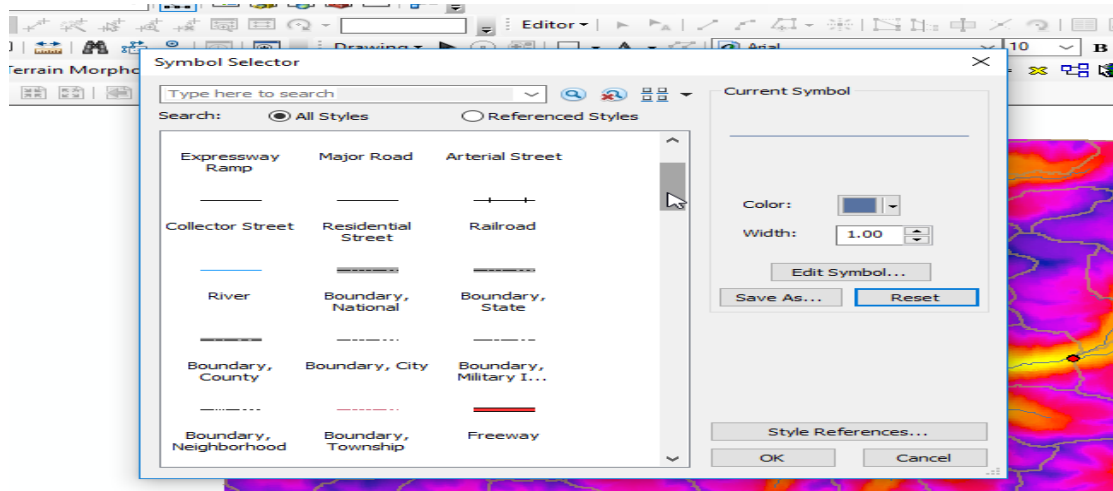 Editor
Drawing
Arial
10
B
Terrain Morpho
Symbol Selector
Type here to search
Search:
All Styles
Referenced Styles
Expressway
Ramp
Major Road
Arterial Street
Collector Street
Residential
Street
Railroad
River
Boundary,
National
Boundary,
State
Boundary,
County
Boundary, City
Boundary,
Military I...
Boundary,
Neighborhood
Boundary,
Township
Freeway
Current Symbol
Color:
Width:
1.00
Edit Symbol...
Save As...
Reset
Style References...
OK
Cancel